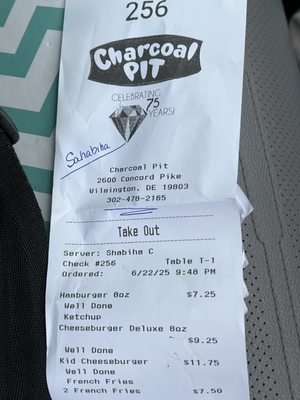 256
Charcoal
PIT
CELEBRATING
75
YEARS!
Sahabiha
Charcoal Pit
2600 Concord Pike
Wilmington, DE 19803
302-478-2165
Take Out
Server: Shabiha C
Check #256 Table T-1
Ordered: 6/22/25 9:48 PM
Hamburger 8oz $7.25
Well Done
Ketchup
Cheeseburger Deluxe 8oz
$9.25
Well Done
Kid Cheeseburger $11.75
Well Done
French Fries
2 French Fries $7.50